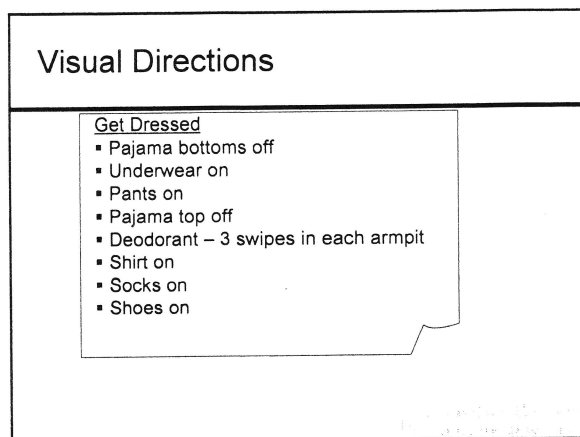 Visual Directions
Get Dressed
▪ Pajama bottoms off
▪ Underwear on
▪ Pants on
▪ Pajama top off
▪ Deodorant – 3 swipes in each armpit
▪ Shirt on
▪ Socks on
▪ Shoes on